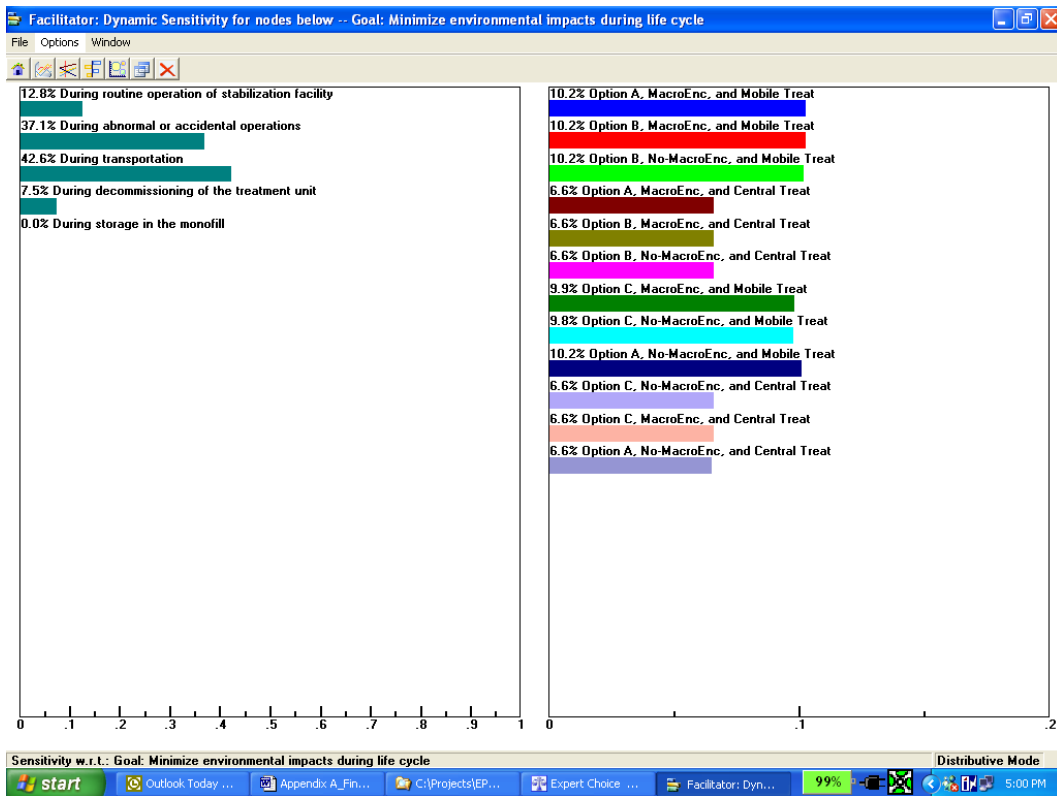 Facilitator: Dynamic Sensitivity for nodes below -- Goal: Minimize environmental impacts during life cycle
File Options Window
12.8% During routine operation of stabilization facility
37.1% During abnormal or accidental operations
42.6% During transportation
7.5% During decommissioning of the treatment unit
0.0% During storage in the monofill
0 .1 .2 .3 .4 .5 .6 .7 .8 .9 1
10.2% Option A, MacroEnc, and Mobile Treat
10.2% Option B, MacroEnc, and Mobile Treat
10.2% Option B, No-MacroEnc, and Mobile Treat
6.6% Option A, MacroEnc, and Central Treat
6.6% Option B, MacroEnc, and Central Treat
6.6% Option B, No-MacroEnc, and Central Treat
9.9% Option C, MacroEnc, and Mobile Treat
9.8% Option C, No-MacroEnc, and Mobile Treat
10.2% Option A, No-MacroEnc, and Mobile Treat
6.6% Option C, No-MacroEnc, and Central Treat
6.6% Option C, MacroEnc, and Central Treat
6.6% Option A, No-MacroEnc, and Central Treat
0 .1 .2
Sensitivity w.r.t.: Goal: Minimize environmental impacts during life cycle Distributive Mode
start Outlook Today ... Appendix A_Fin... C:\Projects\EP... Expert Choice ... Facilitator: Dyn... 99% 5:00 PM